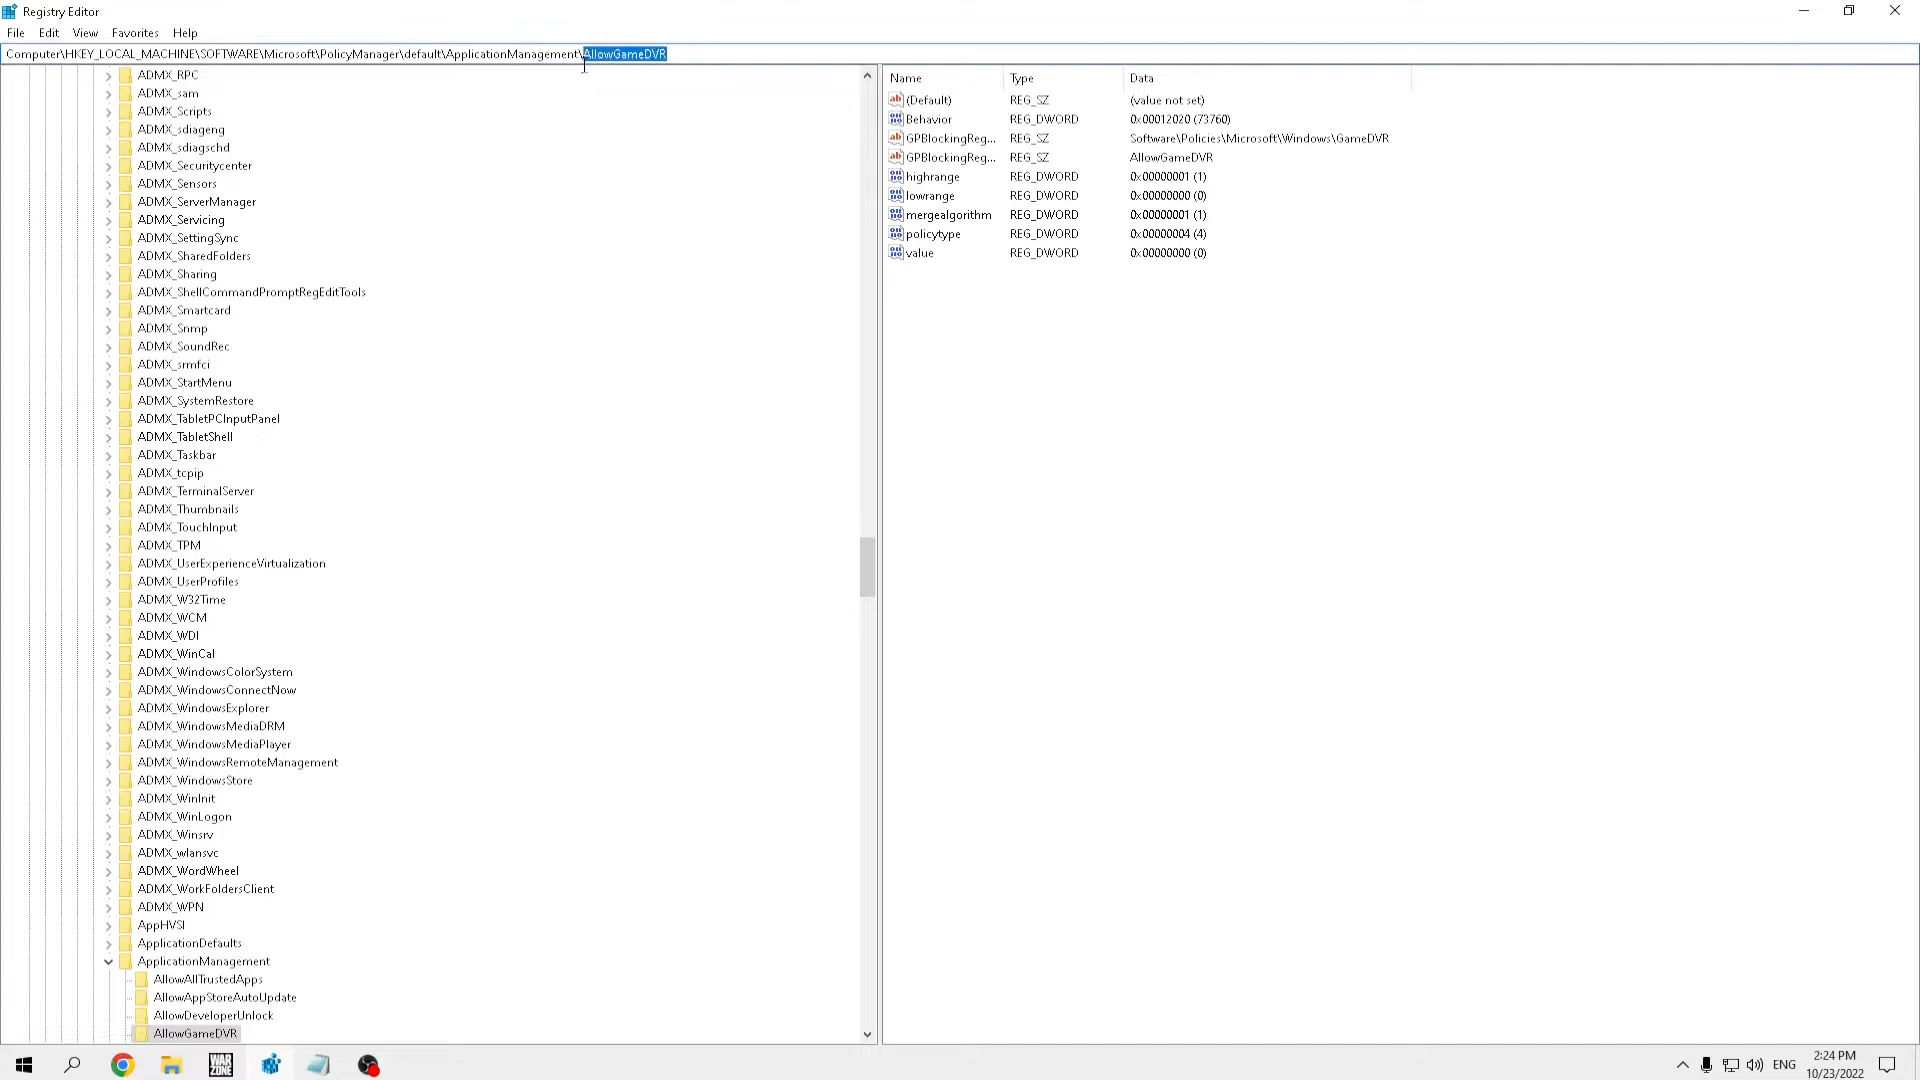 Registry Editor
File Edit View Favorites Help
Computer\HKEY_LOCAL_MACHINE\SOFTWARE\Microsoft\PolicyManager\default\ApplicationManagement\AllowGameDVR
ADMX_RPC
ADMX_sam
ADMX_Scripts
ADMX_sdiageng
ADMX_sdiagschd
ADMX_Securitycenter
ADMX_Sensors
ADMX_ServerManager
ADMX_Servicing
ADMX_SettingSync
ADMX_SharedFolders
ADMX_Sharing
ADMX_ShellCommandPromptRegEditTools
ADMX_Smartcard
ADMX_Snmp
ADMX_SoundRec
ADMX_srmfci
ADMX_StartMenu
ADMX_SystemRestore
ADMX_TabletPCInputPanel
ADMX_TabletShell
ADMX_Taskbar
ADMX_tcpip
ADMX_TerminalServer
ADMX_Thumbnails
ADMX_TouchInput
ADMX_TPM
ADMX_UserExperienceVirtualization
ADMX_UserProfiles
ADMX_W32Time
ADMX_WCM
ADMX_WDI
ADMX_WinCal
ADMX_WindowsColorSystem
ADMX_WindowsConnectNow
ADMX_WindowsExplorer
ADMX_WindowsMediaDRM
ADMX_WindowsMediaPlayer
ADMX_WindowsRemoteManagement
ADMX_WindowsStore
ADMX_WinInit
ADMX_WinLogon
ADMX_Winsrv
ADMX_wlansvc
ADMX_WordWheel
ADMX_WorkFoldersClient
ADMX_WPN
AppHVSI
ApplicationDefaults
ApplicationManagement
AllowAllTrustedApps
AllowAppStoreAutoUpdate
AllowDeveloperUnlock
AllowGameDVR
Name Type Data
(Default) REG_SZ (value not set)
Behavior REG_DWORD 0x00012020 (73760)
GPBlockingReg... REG_SZ Software\Policies\Microsoft\Windows\GameDVR
GPBlockingReg... REG_SZ AllowGameDVR
highrange REG_DWORD 0x00000001 (1)
lowrange REG_DWORD 0x00000000 (0)
mergealgorithm REG_DWORD 0x00000001 (1)
policytype REG_DWORD 0x00000004 (4)
value REG_DWORD 0x00000000 (0)
WAR
ZONE
ENG
2:24 PM
10/23/2022